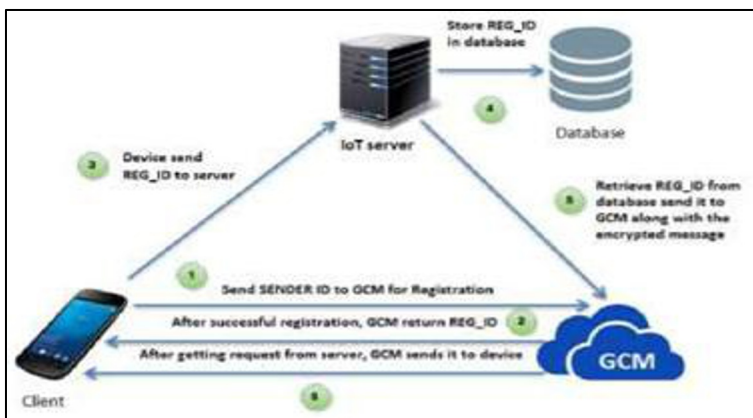 Store REG_ID
in database
4
Database
IoT server
3
Device send
REG_ID to server
5
Retrieve REG_ID from
database send it to
GCM along with the
encrypted message
1
Send SENDER ID to GCM for Registration
After successful registration, GCM return REG_ID
2
After getting request from server, GCM sends it to device
GCM
6
Client